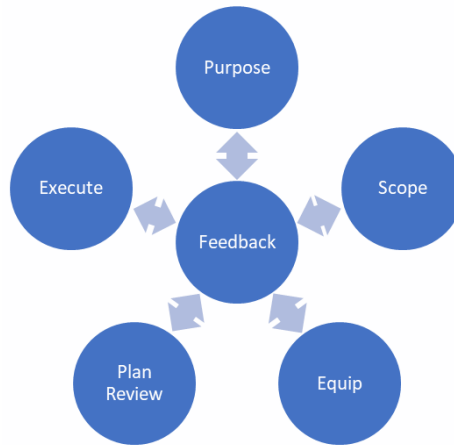 Purpose
Execute
Scope
Feedback
Plan
Review
Equip